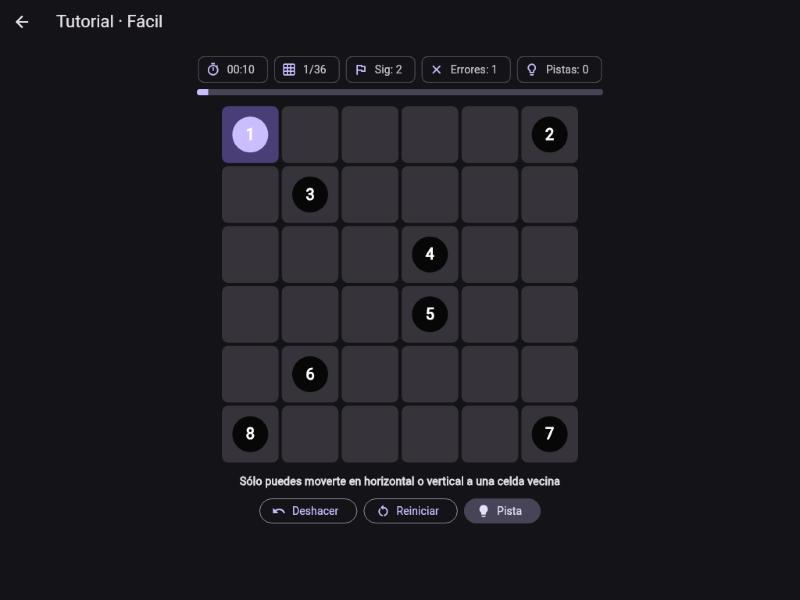 Tutorial · Fácil
00:10 1/36 Sig: 2 Errores: 1 Pistas: 0
1 2
3
4
5
6
8 7
Sólo puedes moverte en horizontal o vertical a una celda vecina
Deshacer Reiniciar Pista